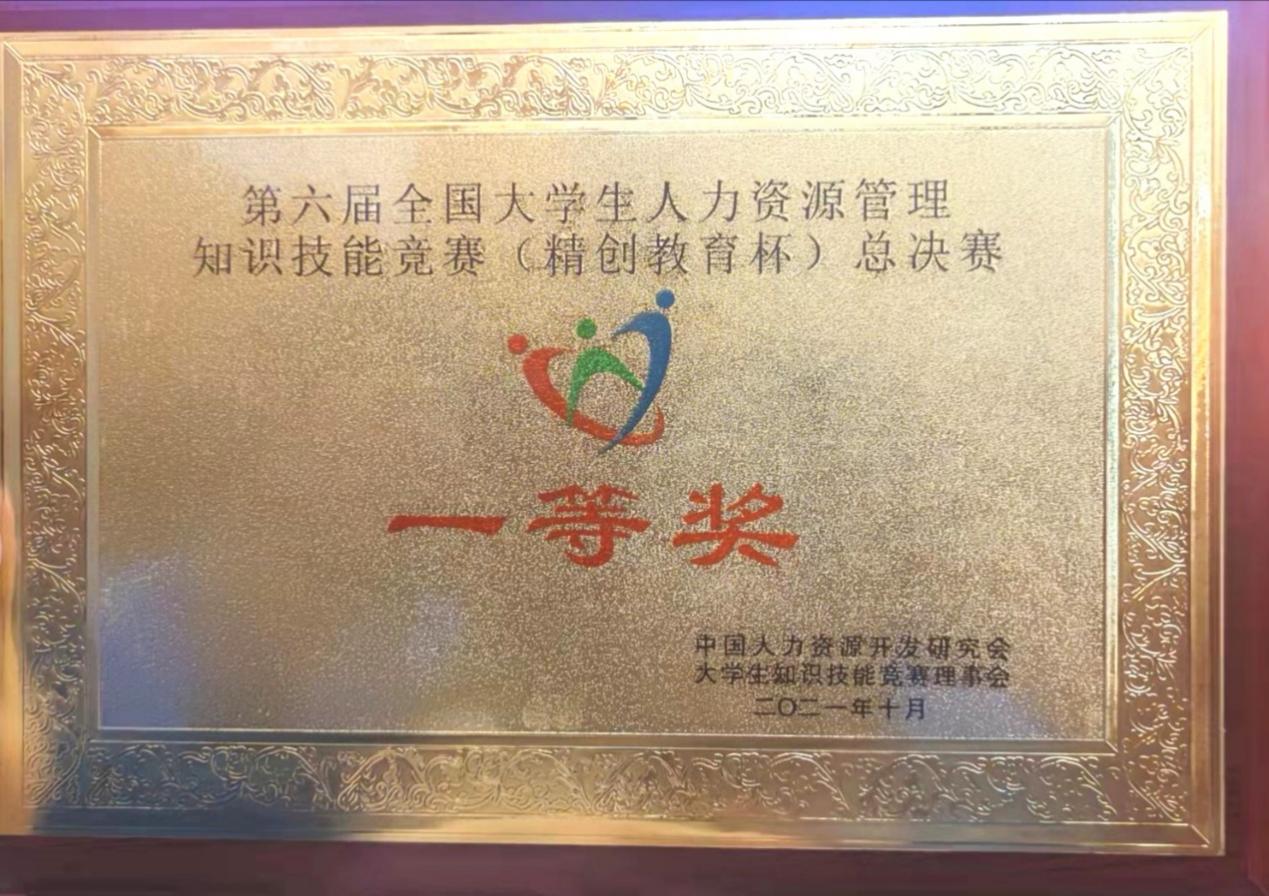 第六届全国大学生人力资源管理
知识技能竞赛（精创教育杯）总决赛
一等奖
中国人力资源开发研究会
大学生知识技能竞赛理事会
二〇二一年十月